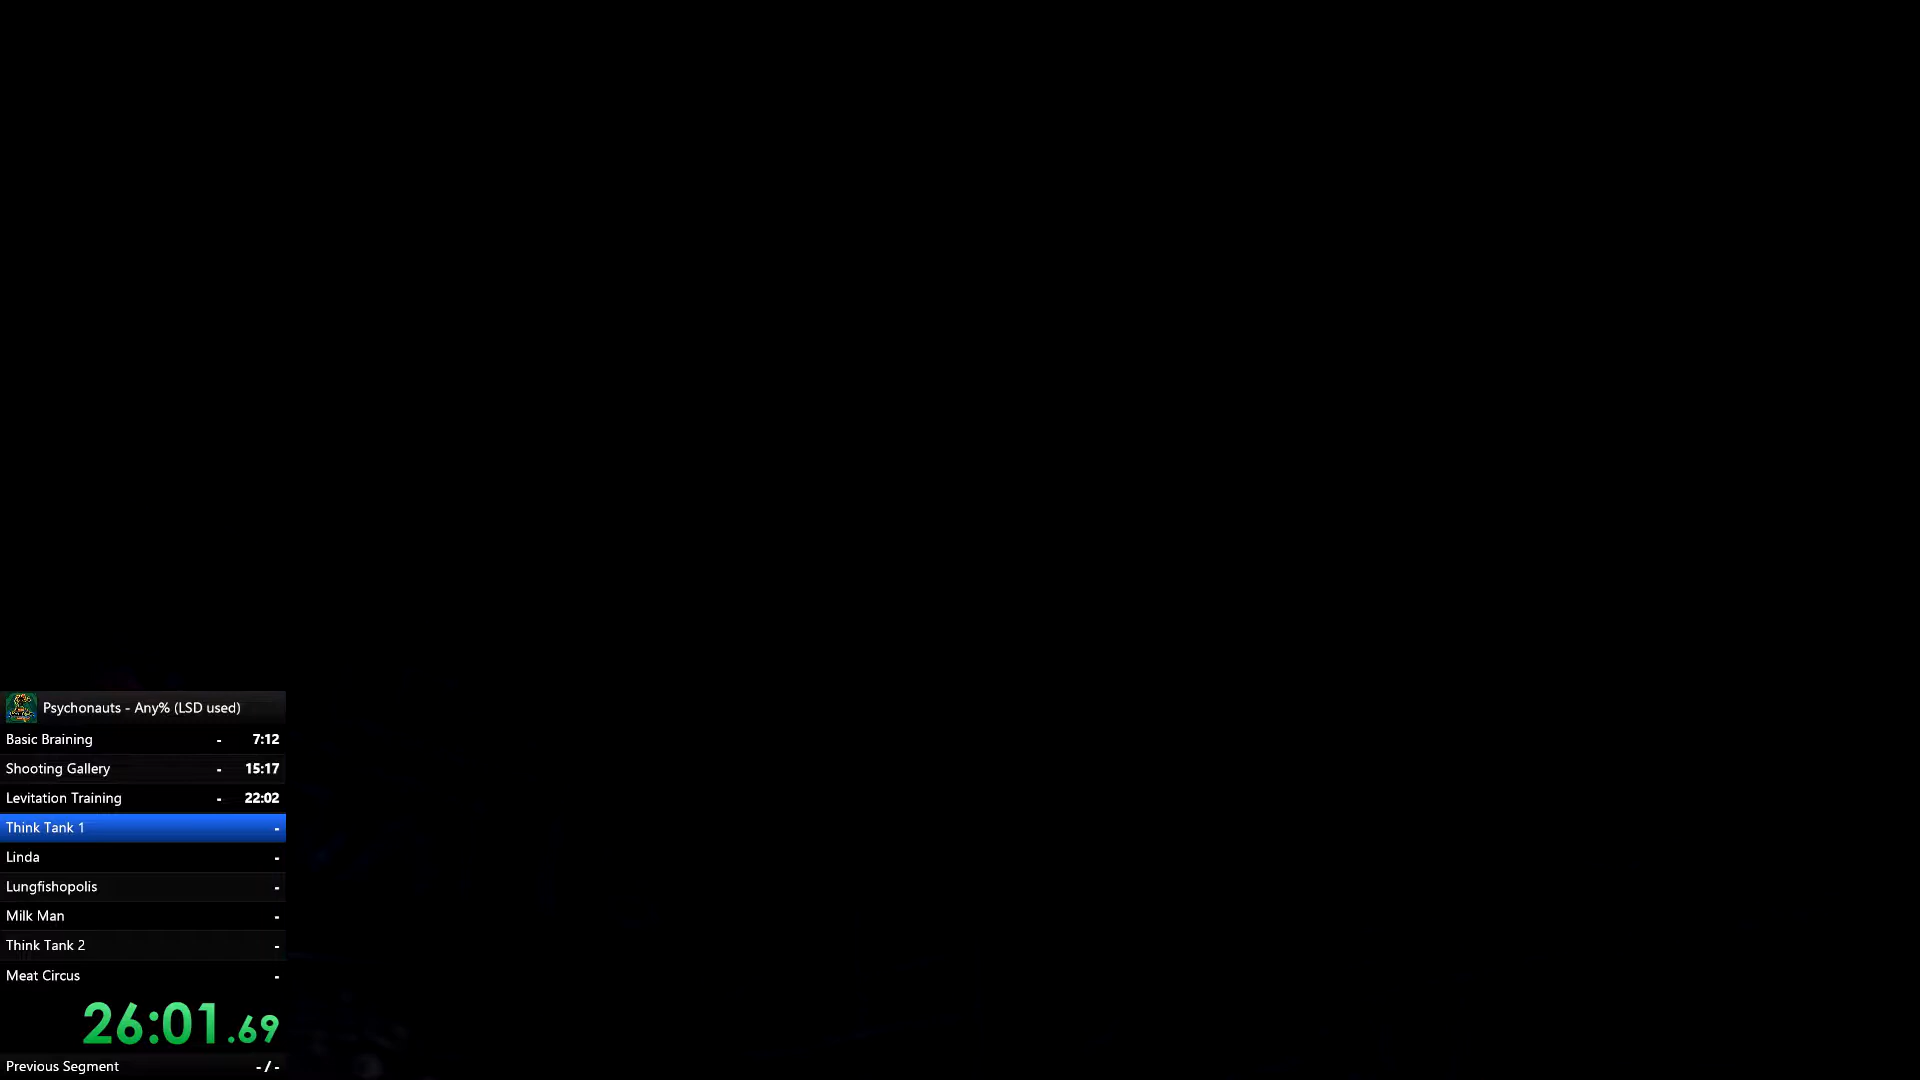 Psychonauts - Any% (LSD used)
Basic Braining - 7:12
Shooting Gallery - 15:17
Levitation Training - 22:02
Think Tank 1 -
Linda -
Lungfishopolis -
Milk Man -
Think Tank 2 -
Meat Circus -
26:01.69
Previous Segment - / -